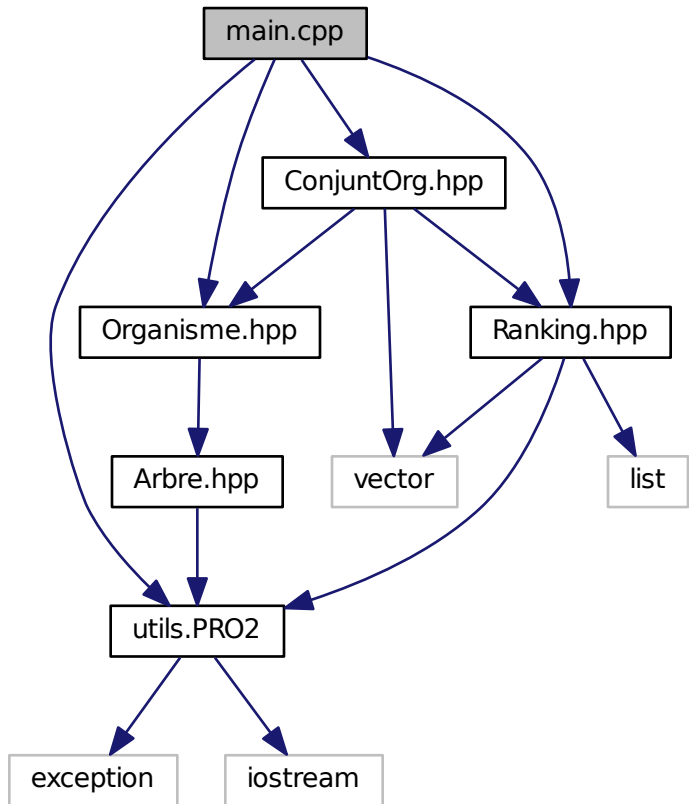 main.cpp
ConjuntOrg.hpp
Organisme.hpp
Ranking.hpp
Arbre.hpp
vector
list
utils.PRO2
exception
iostream